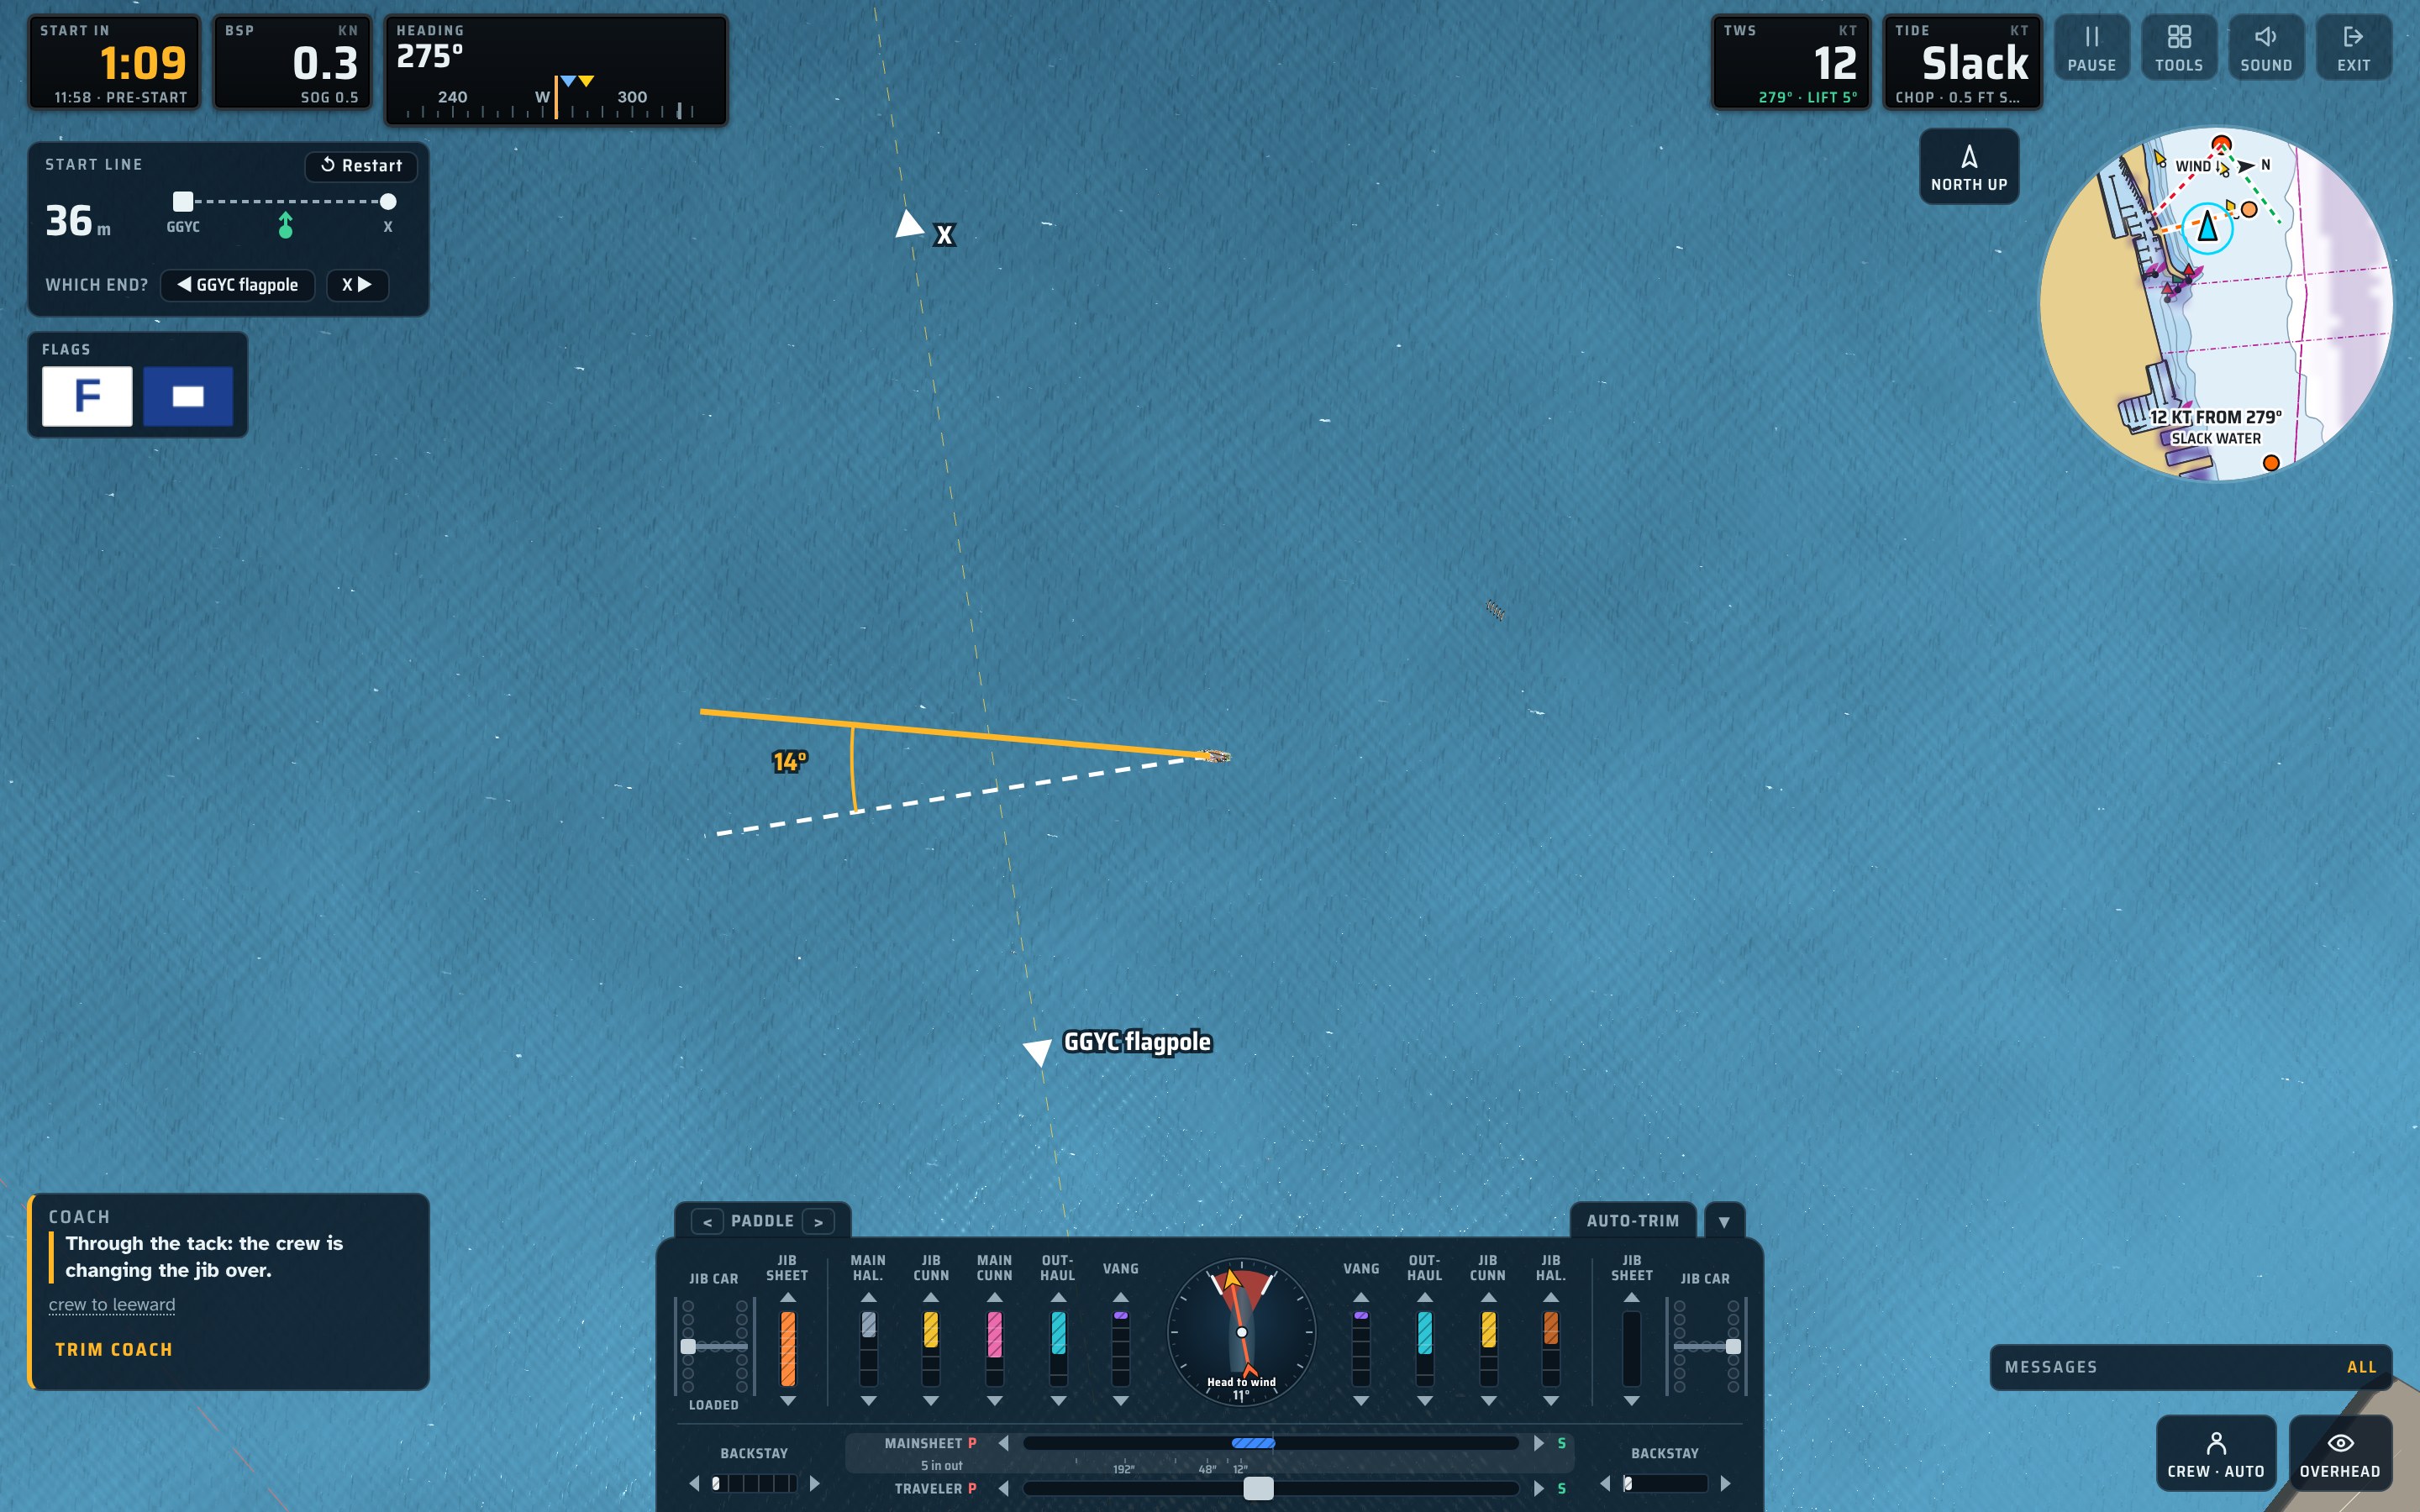 START IN
1:09
11:58 · PRE-START
BSP KN
0.3
SOG 0.5
HEADING
275°
240 W 300
TWS KT
12
279° · LIFT 5°
TIDE KT
Slack
CHOP · 0.5 FT S…
PAUSE
TOOLS
SOUND
EXIT
START LINE
Restart
36 m
GGYC X
WHICH END?
GGYC flagpole
X
FLAGS
F
X
NORTH UP
WIND
N
12 KT FROM 279°
SLACK WATER
14°
GGYC flagpole
COACH
Through the tack: the crew is
changing the jib over.
crew to leeward
TRIM COACH
< PADDLE >
AUTO-TRIM
JIB CAR
LOADED
JIB
SHEET
MAIN
HAL.
JIB
CUNN
MAIN
CUNN
OUT-
HAUL
VANG
Head to wind
11°
VANG
OUT-
HAUL
JIB
CUNN
JIB
HAL.
JIB
SHEET
JIB CAR
BACKSTAY
MAINSHEET P
S
5 in out
192" 48" 12"
TRAVELER P
S
BACKSTAY
MESSAGES
ALL
CREW · AUTO
OVERHEAD